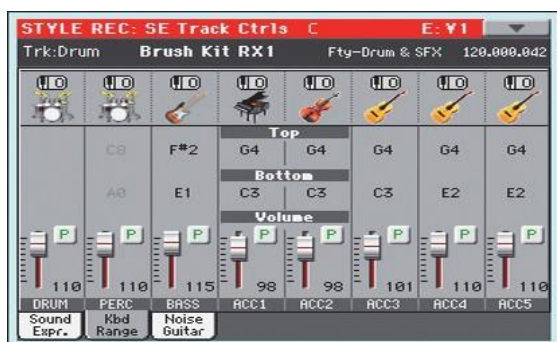 STYLE REC: SE Track Ctrls C E: ¥1
Trk:Drum Brush Kit RX1 Fty-Drum & SFX 120.000.042
Top
C8 F#2 G4 G4 G4 G4 G4
Bottom
A0 E1 C3 C3 C3 E2 E2
Volume
P P P P P P P P
110 110 115 98 98 101 110 110
DRUM PERC BASS ACC1 ACC2 ACC3 ACC4 ACC5
Sound Expr. Kbd Range Noise Guitar